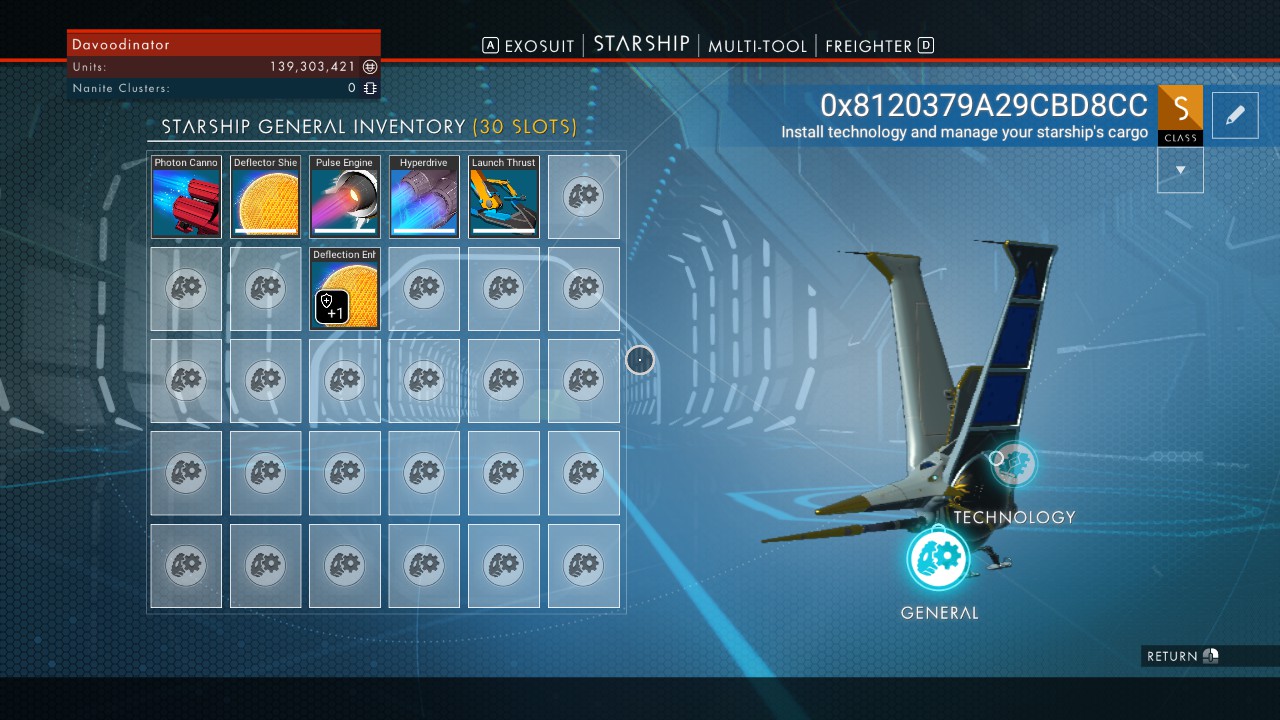 Davoodinator
Units: 139,303,421
Nanite Clusters: 0
A EXOSUIT STARSHIP MULTI-TOOL FREIGHTER D
0x8120379A29CBD8CC
Install technology and manage your starship's cargo
S
CLASS
STARSHIP GENERAL INVENTORY (30 SLOTS)
Photon Canno Deflector Shie Pulse Engine Hyperdrive Launch Thrust
Deflection Enh
+1
TECHNOLOGY
GENERAL
RETURN